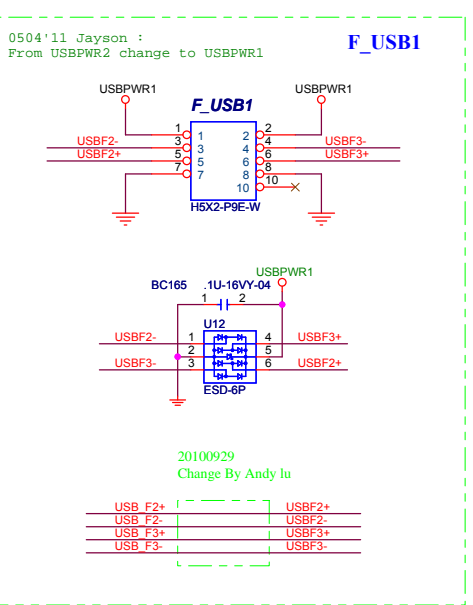 0504'11 Jayson :
From USBPWR2 change to USBPWR1
F_USB1
USBPWR1 USBPWR1
F_USB1
1 1 2 2
USBF2- 3 3 4 4 USBF3-
USBF2+ 5 5 6 6 USBF3+
7 7 8 8
10 10
H5X2-P9E-W
USBPWR1
BC165 .1U-16VY-04
1 2
U12
USBF2- 1 4 USBF3+
2 5
USBF3- 3 6 USBF2+
ESD-6P
20100929
Change By Andy lu
USB_F2+ USBF2+
USB_F2- USBF2-
USB_F3+ USBF3+
USB_F3- USBF3-